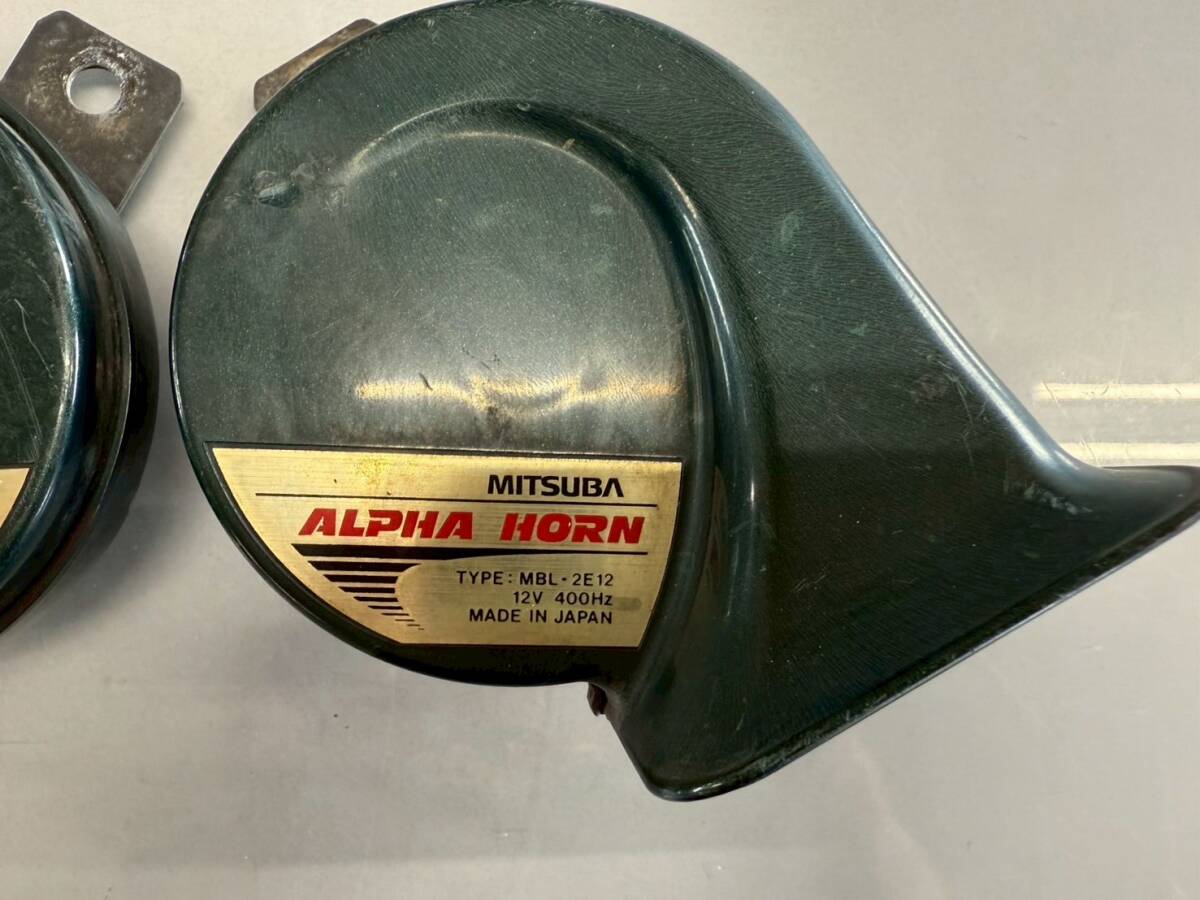 MITSUBA
ALPHA HORN
TYPE: MBL-2E12
12V 400Hz
MADE IN JAPAN